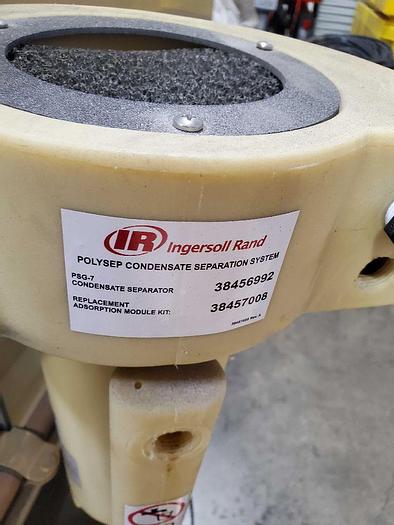 IR Ingersoll Rand
POLYSEP CONDENSATE SEPARATION SYSTEM
PSG-7
CONDENSATE SEPARATOR 38456992
REPLACEMENT
ADSORPTION MODULE KIT: 38457008